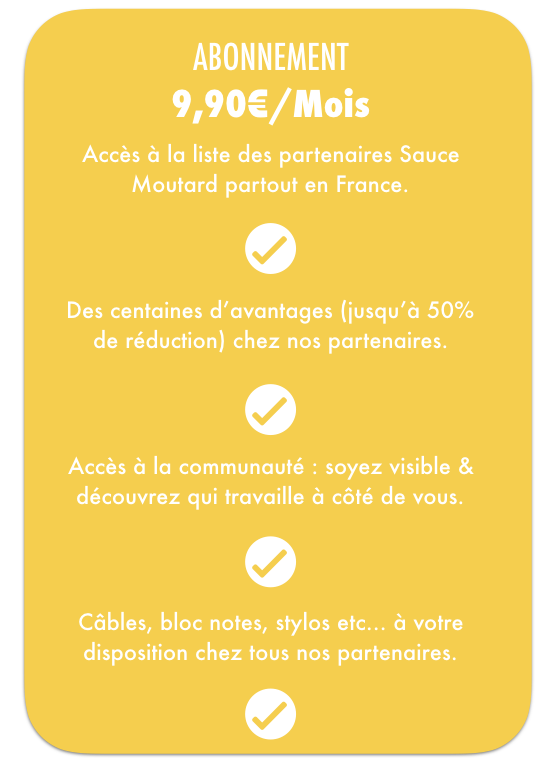 ABONNEMENT
9,90€/Mois
Accès à la liste des partenaires Sauce
Moutard partout en France.
Des centaines d’avantages (jusqu’à 50%
de réduction) chez nos partenaires.
Accès à la communauté : soyez visible &
découvrez qui travaille à côté de vous.
Câbles, bloc notes, stylos etc... à votre
disposition chez tous nos partenaires.